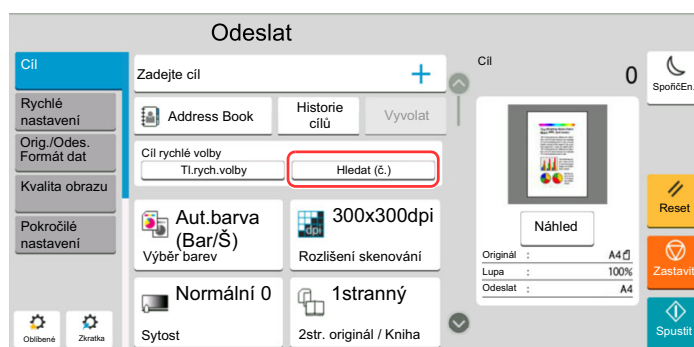 Odeslat
Cíl
Rychlé
nastavení
Orig./Odes.
Formát dat
Kvalita obrazu
Pokročilé
nastavení
Oblíbené
Zkratka
Zadejte cíl
Address Book
Historie
cílů
Vyvolat
Cíl rychlé volby
Tl.rych.volby
Hledat (č.)
Aut.barva
(Bar/Š)
Výběr barev
dpi
300x300dpi
Rozlišení skenování
Normální 0
Sytost
1stranný
2str. originál / Kniha
Cíl
0
Náhled
Originál : A4
Lupa : 100%
Odeslat : A4
SpořičEn.
Reset
Zastavit
Spustit